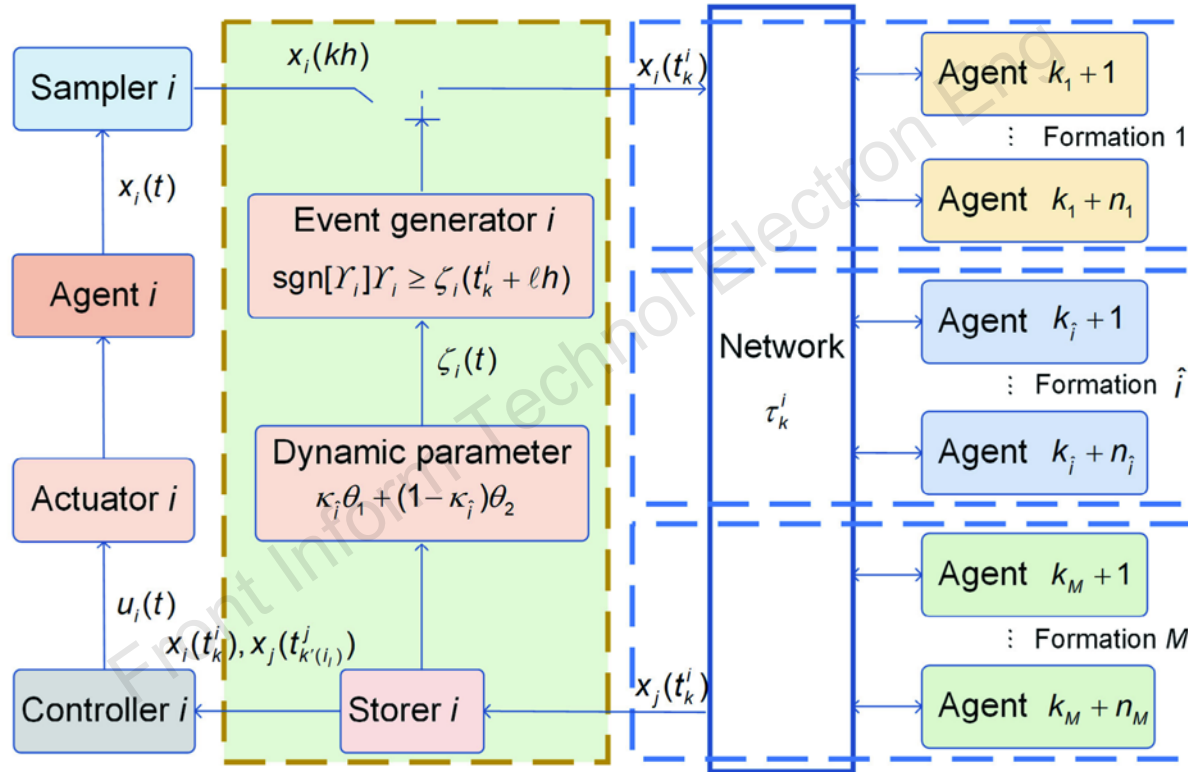 Sampler i
x_i(t)
Agent i
Actuator i
u_i(t)
x_i(t_k^i), x_j(t_{k'(i_l)}^j)
Controller i
x_i(kh)
Event generator i
sgn[ϒ_i]ϒ_i ≥ ζ_i(t_k^i + ℓh)
ζ_i(t)
Dynamic parameter
κ_î θ_1 + (1 − κ_î)θ_2
Storer i
x_i(t_k^i)
x_j(t_k^i)
Network
τ_k^i
Agent k_1 + 1
⋮ Formation 1
Agent k_1 + n_1
Agent k_î + 1
⋮ Formation î
Agent k_î + n_î
Agent k_M + 1
⋮ Formation M
Agent k_M + n_M
Front Inform Technol Electron Eng